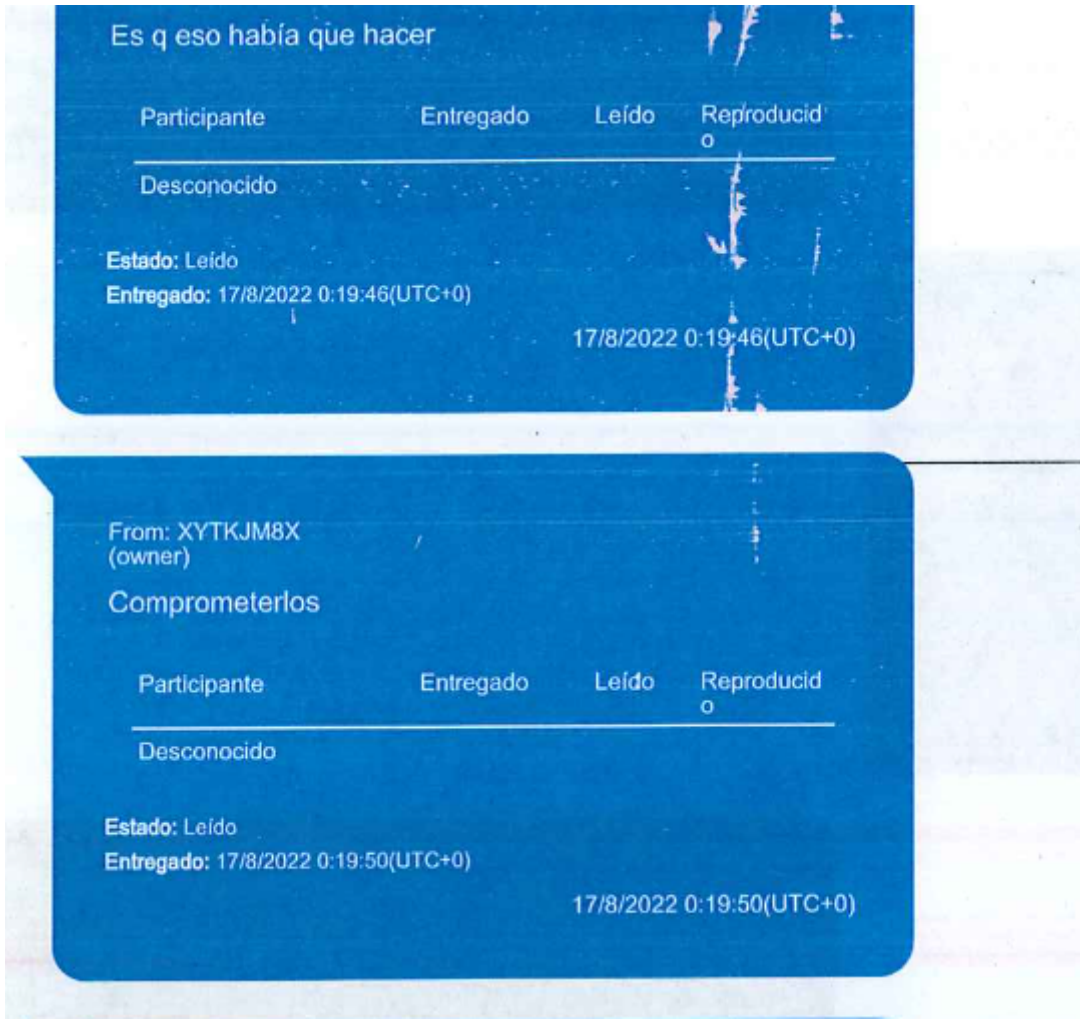 Es q eso había que hacer
Participante Entregado Leído Reproducid
o
Desconocido
Estado: Leído
Entregado: 17/8/2022 0:19:46(UTC+0)
17/8/2022 0:19:46(UTC+0)
From: XYTKJM8X
(owner)
Comprometerlos
Participante Entregado Leído Reproducid
o
Desconocido
Estado: Leído
Entregado: 17/8/2022 0:19:50(UTC+0)
17/8/2022 0:19:50(UTC+0)